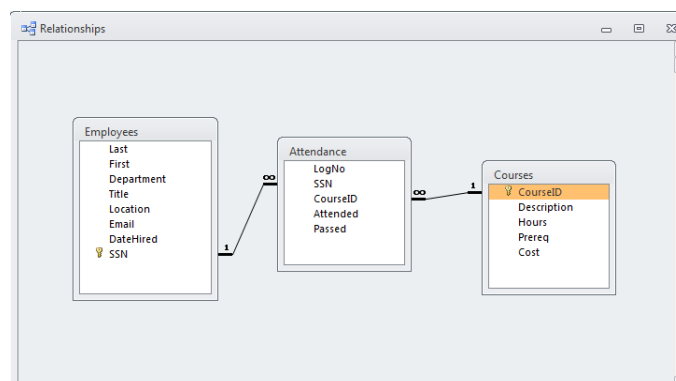 Relationships
Employees
Last
First
Department
Title
Location
Email
DateHired
SSN
1
∞
Attendance
LogNo
SSN
CourseID
Attended
Passed
∞
1
Courses
CourseID
Description
Hours
Prereq
Cost